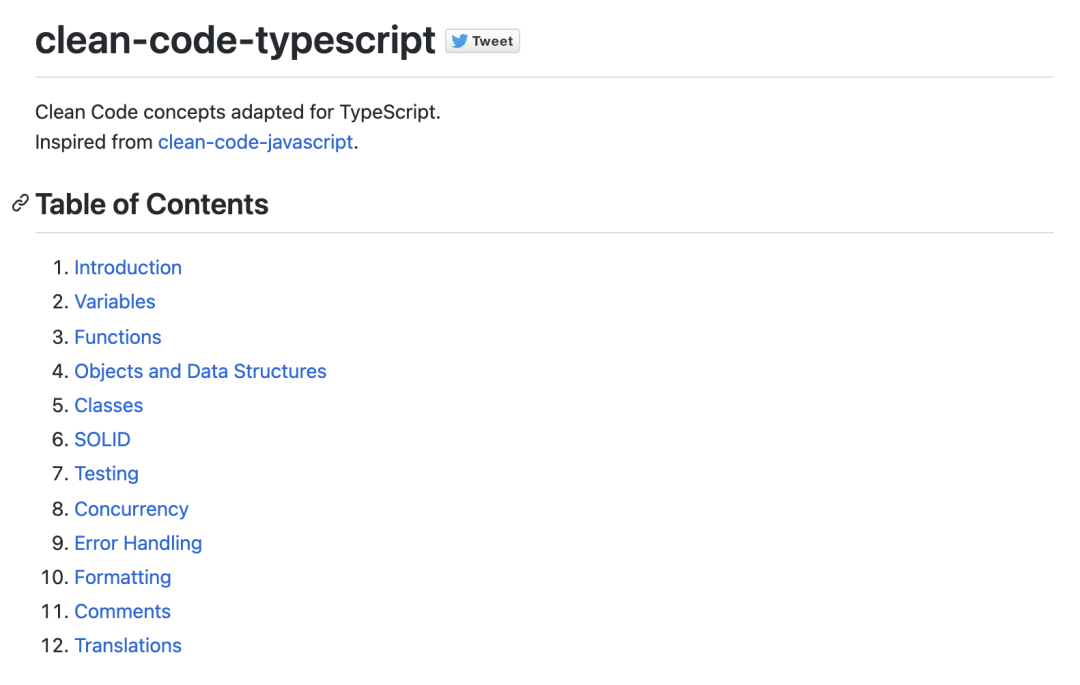 clean-code-typescript Tweet
Clean Code concepts adapted for TypeScript.
Inspired from clean-code-javascript.
Table of Contents
1. Introduction
2. Variables
3. Functions
4. Objects and Data Structures
5. Classes
6. SOLID
7. Testing
8. Concurrency
9. Error Handling
10. Formatting
11. Comments
12. Translations